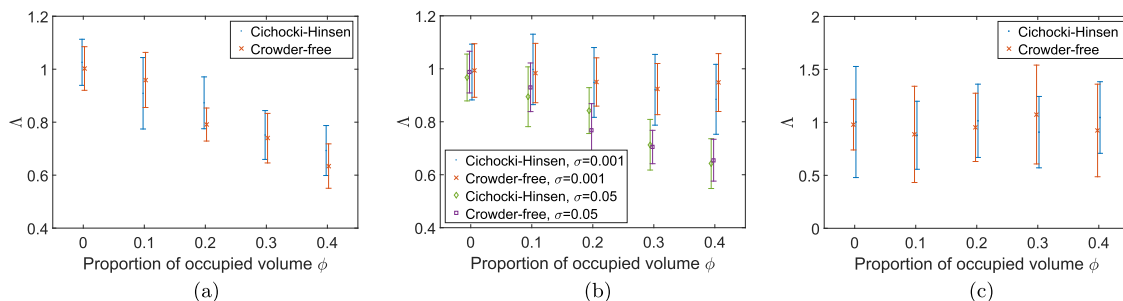 1.2
1
0.8
0.6
0.4
Λ
0 0.1 0.2 0.3 0.4
Proportion of occupied volume ϕ
Cichocki-Hinsen
Crowder-free
(a)
1.2
1
0.8
0.6
0.4
Λ
0 0.1 0.2 0.3 0.4
Proportion of occupied volume ϕ
Cichocki-Hinsen, σ=0.001
Crowder-free, σ=0.001
Cichocki-Hinsen, σ=0.05
Crowder-free, σ=0.05
(b)
2
1.5
1
0.5
0
Λ
0 0.1 0.2 0.3 0.4
Proportion of occupied volume ϕ
Cichocki-Hinsen
Crowder-free
(c)